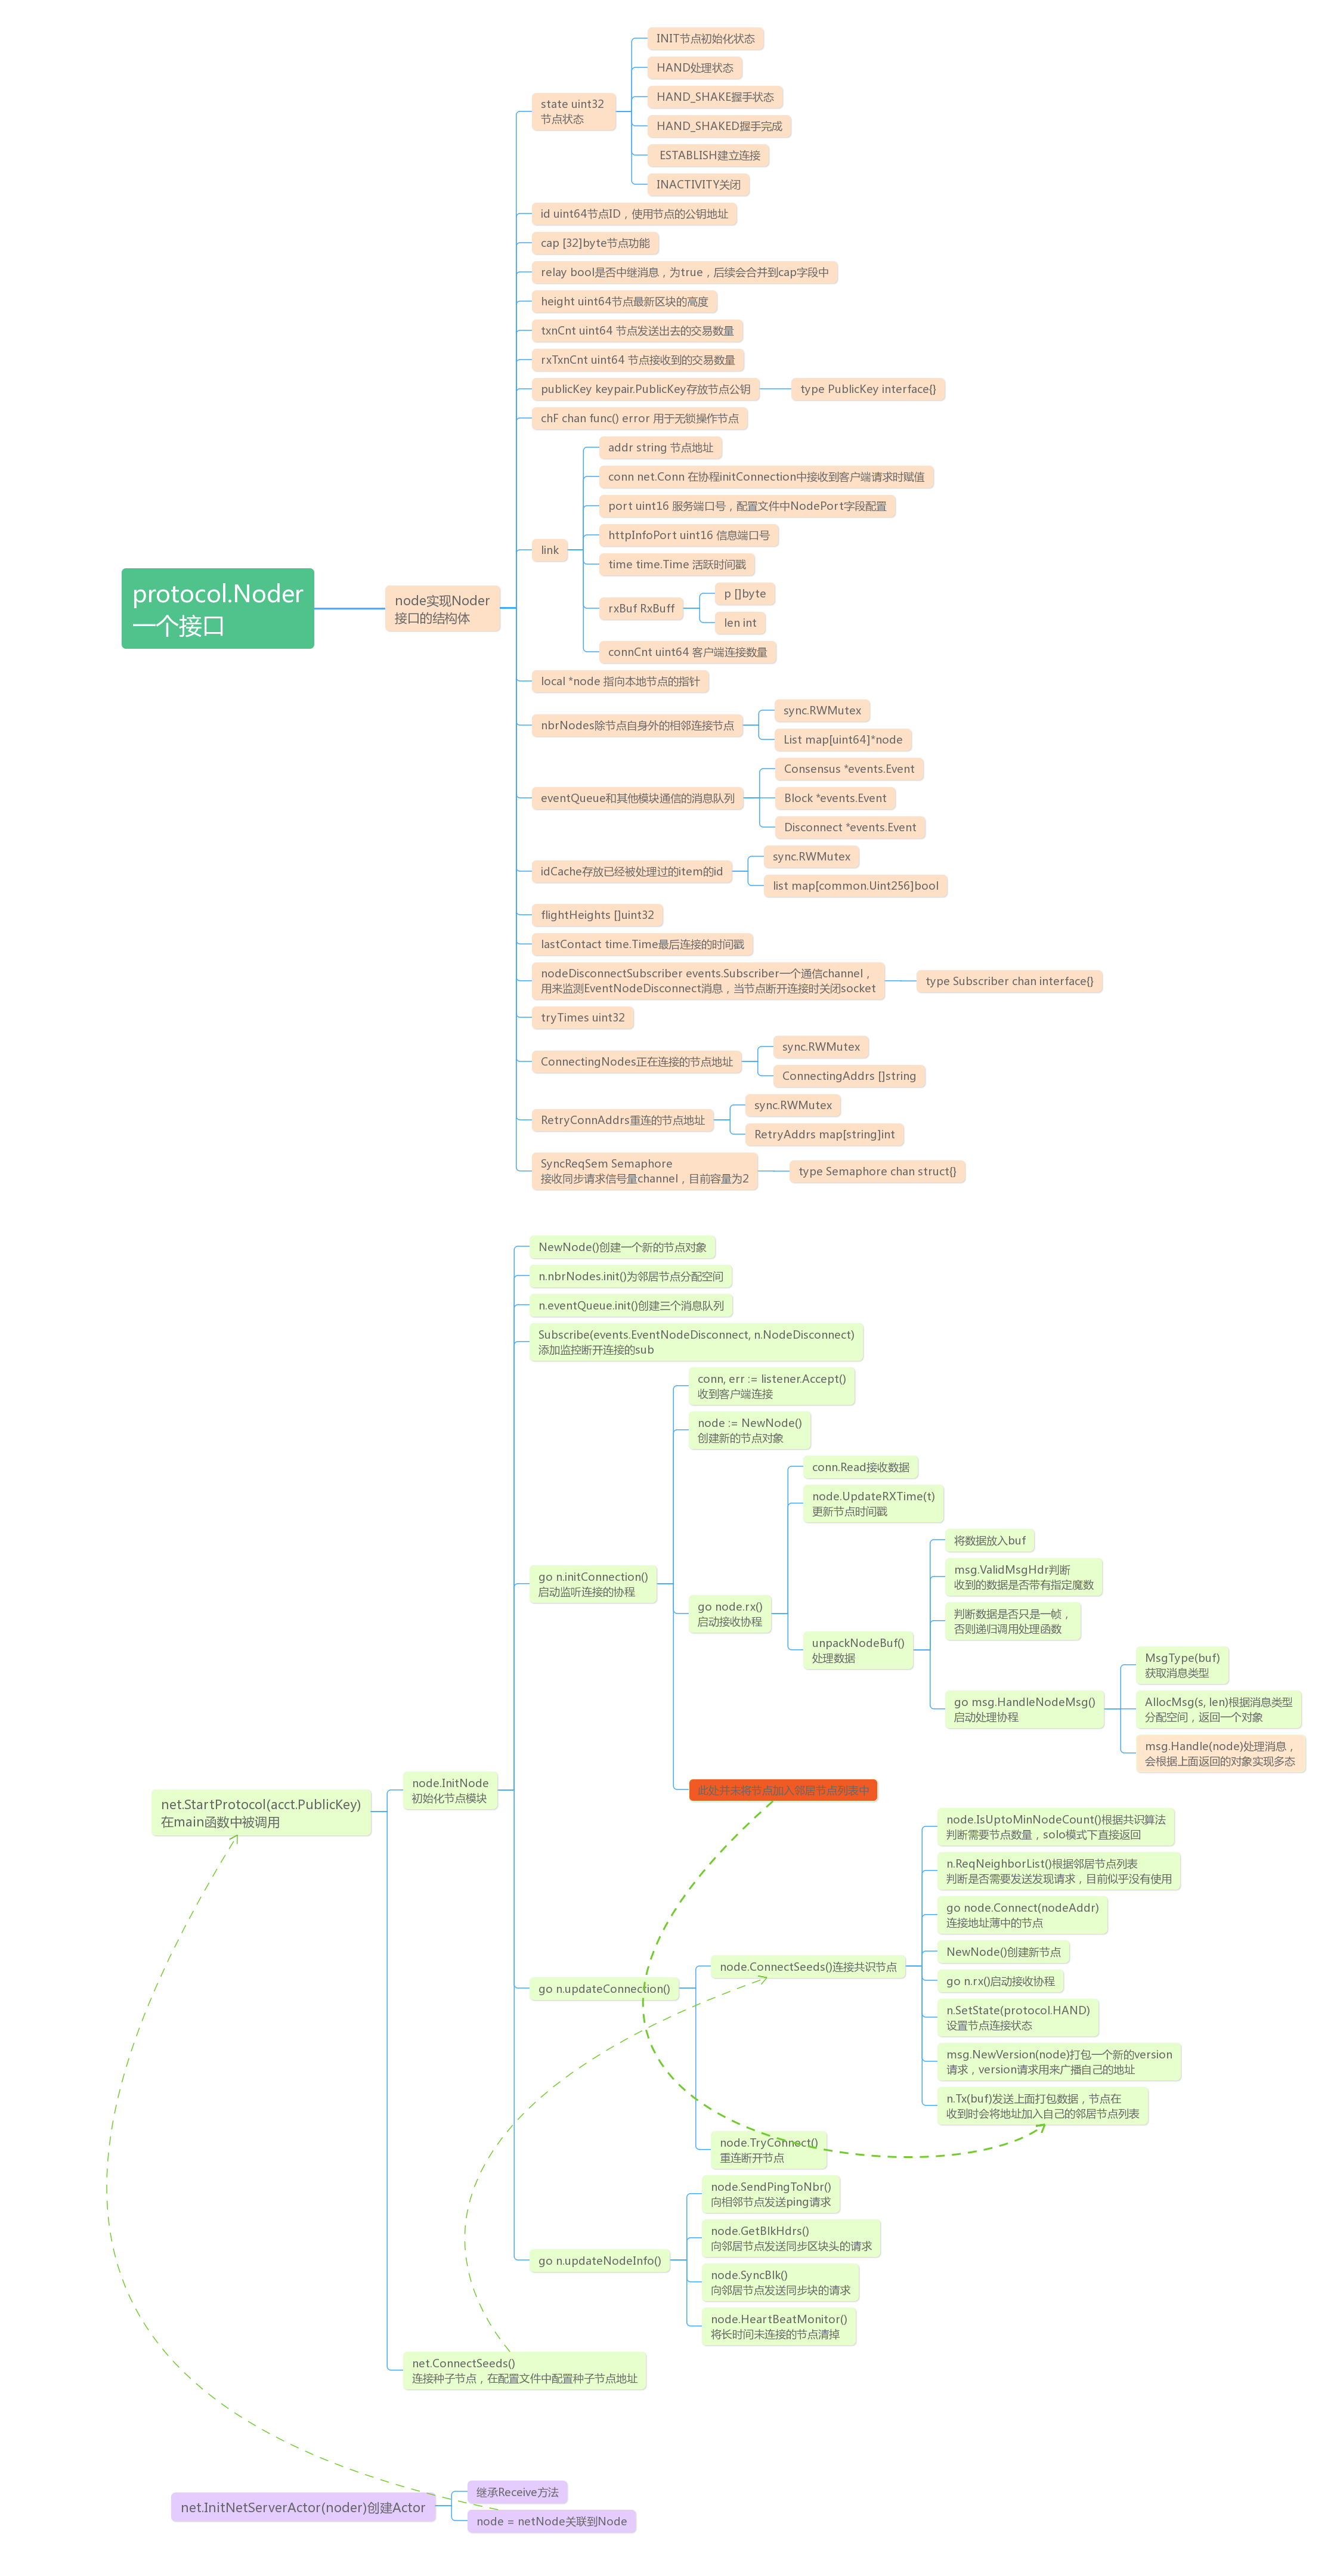 protocol.Noder
一个接口
node实现Noder
接口的结构体
state uint32
节点状态
INIT节点初始化状态
HAND处理状态
HAND_SHAKE握手状态
HAND_SHAKED握手完成
ESTABLISH建立连接
INACTIVITY关闭
id uint64节点ID，使用节点的公钥地址
cap [32]byte节点功能
relay bool是否中继消息，为true，后续会合并到cap字段中
height uint64节点最新区块的高度
txnCnt uint64 节点发送出去的交易数量
rxTxnCnt uint64 节点接收到的交易数量
publicKey keypair.PublicKey存放节点公钥
type PublicKey interface{}
chF chan func() error 用于无锁操作节点
link
addr string 节点地址
conn net.Conn 在协程initConnection中接收到客户端请求时赋值
port uint16 服务端口号，配置文件中NodePort字段配置
httpInfoPort uint16 信息端口号
time time.Time 活跃时间戳
rxBuf RxBuff
p []byte
len int
connCnt uint64 客户端连接数量
local *node 指向本地节点的指针
nbrNodes除节点自身外的相邻连接节点
sync.RWMutex
List map[uint64]*node
eventQueue和其他模块通信的消息队列
Consensus *events.Event
Block *events.Event
Disconnect *events.Event
idCache存放已经被处理过的item的id
sync.RWMutex
list map[common.Uint256]bool
flightHeights []uint32
lastContact time.Time最后连接的时间戳
nodeDisconnectSubscriber events.Subscriber一个通信channel，
用来监测EventNodeDisconnect消息，当节点断开连接时关闭socket
type Subscriber chan interface{}
tryTimes uint32
ConnectingNodes正在连接的节点地址
sync.RWMutex
ConnectingAddrs []string
RetryConnAddrs重连的节点地址
sync.RWMutex
RetryAddrs map[string]int
SyncReqSem Semaphore
接收同步请求信号量channel，目前容量为2
type Semaphore chan struct{}
net.StartProtocol(acct.PublicKey)
在main函数中被调用
node.InitNode
初始化节点模块
NewNode()创建一个新的节点对象
n.nbrNodes.init()为邻居节点分配空间
n.eventQueue.init()创建三个消息队列
Subscribe(events.EventNodeDisconnect, n.NodeDisconnect)
添加监控断开连接的sub
go n.initConnection()
启动监听连接的协程
conn, err := listener.Accept()
收到客户端连接
node := NewNode()
创建新的节点对象
go node.rx()
启动接收协程
conn.Read接收数据
node.UpdateRXTime(t)
更新节点时间戳
unpackNodeBuf()
处理数据
将数据放入buf
msg.ValidMsgHdr判断
收到的数据是否带有指定魔数
判断数据是否只是一帧，
否则递归调用处理函数
go msg.HandleNodeMsg()
启动处理协程
MsgType(buf)
获取消息类型
AllocMsg(s, len)根据消息类型
分配空间，返回一个对象
msg.Handle(node)处理消息，
会根据上面返回的对象实现多态
此处并未将节点加入邻居节点列表中
go n.updateConnection()
node.ConnectSeeds()连接共识节点
node.IsUptoMinNodeCount()根据共识算法
判断需要节点数量，solo模式下直接返回
n.ReqNeighborList()根据邻居节点列表
判断是否需要发送发现请求，目前似乎没有使用
go node.Connect(nodeAddr)
连接地址薄中的节点
NewNode()创建新节点
go n.rx()启动接收协程
n.SetState(protocol.HAND)
设置节点连接状态
msg.NewVersion(node)打包一个新的version
请求，version请求用来广播自己的地址
n.Tx(buf)发送上面打包数据，节点在
收到时会将地址加入自己的邻居节点列表
node.TryConnect()
重连断开节点
go n.updateNodeInfo()
node.SendPingToNbr()
向相邻节点发送ping请求
node.GetBlkHdrs()
向邻居节点发送同步区块头的请求
node.SyncBlk()
向邻居节点发送同步块的请求
node.HeartBeatMonitor()
将长时间未连接的节点清掉
net.ConnectSeeds()
连接种子节点，在配置文件中配置种子节点地址
net.InitNetServerActor(noder)创建Actor
继承Receive方法
node = netNode关联到Node